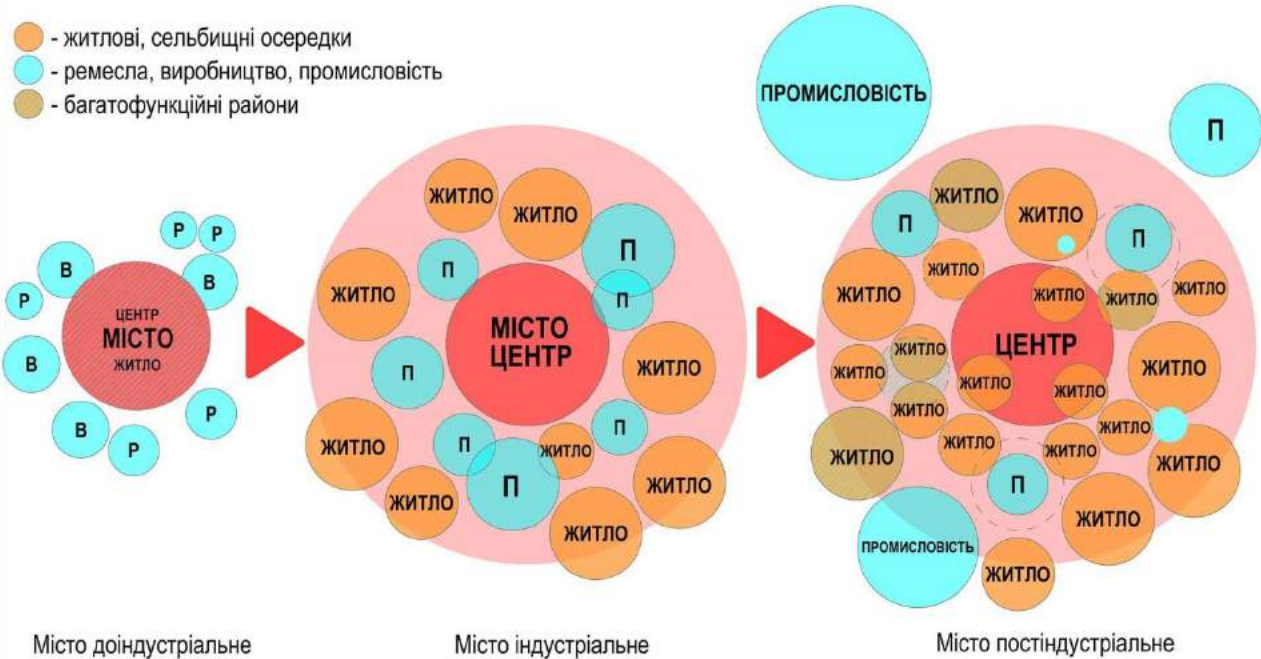 - житлові, сельбищні осередки
- ремесла, виробництво, промисловість
- багатофункційні райони
Р
Р
В
В
Р
ЦЕНТР
МІСТО
ЖИТЛО
В
Р
В
Р
Місто доіндустріальне
ЖИТЛО
ЖИТЛО
П
П
П
ЖИТЛО
МІСТО
ЦЕНТР
П
ЖИТЛО
ЖИТЛО
П
ЖИТЛО
П
П
ЖИТЛО
ЖИТЛО
ЖИТЛО
Місто індустріальне
ПРОМИСЛОВІСТЬ
П
ЖИТЛО
ЖИТЛО
П
П
ЖИТЛО
ЖИТЛО
ЖИТЛО
ЖИТЛО
ЖИТЛО
ЖИТЛО
ЦЕНТР
ЖИТЛО
ЖИТЛО
ЖИТЛО
ЖИТЛО
ЖИТЛО
ЖИТЛО
ЖИТЛО
ЖИТЛО
ЖИТЛО
ЖИТЛО
ЖИТЛО
П
ЖИТЛО
ПРОМИСЛОВІСТЬ
ЖИТЛО
Місто постіндустріальне